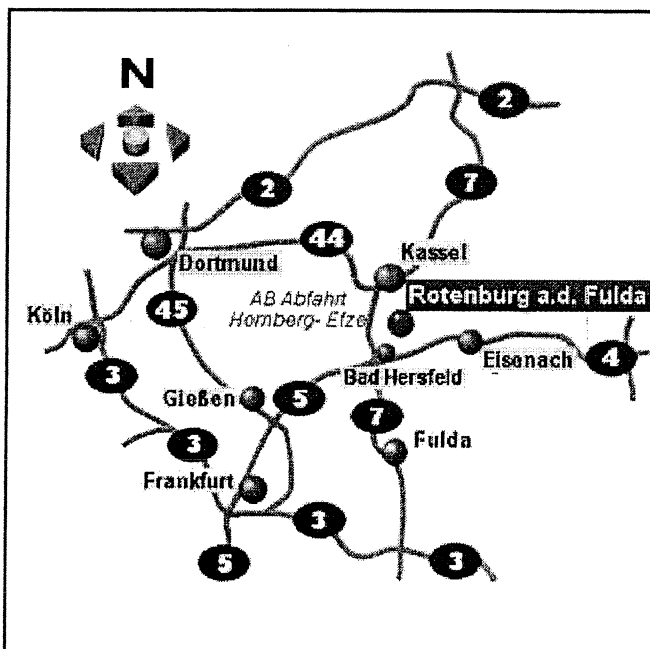 N
2
2
7
44
Kassel
Dortmund
Rotenburg a.d. Fulda
AB Abfahrt
Homberg- Efze
45
Köln
Eisenach
4
3
Bad Hersfeld
Gießen
5
7
3
Fulda
Frankfurt
3
5
3